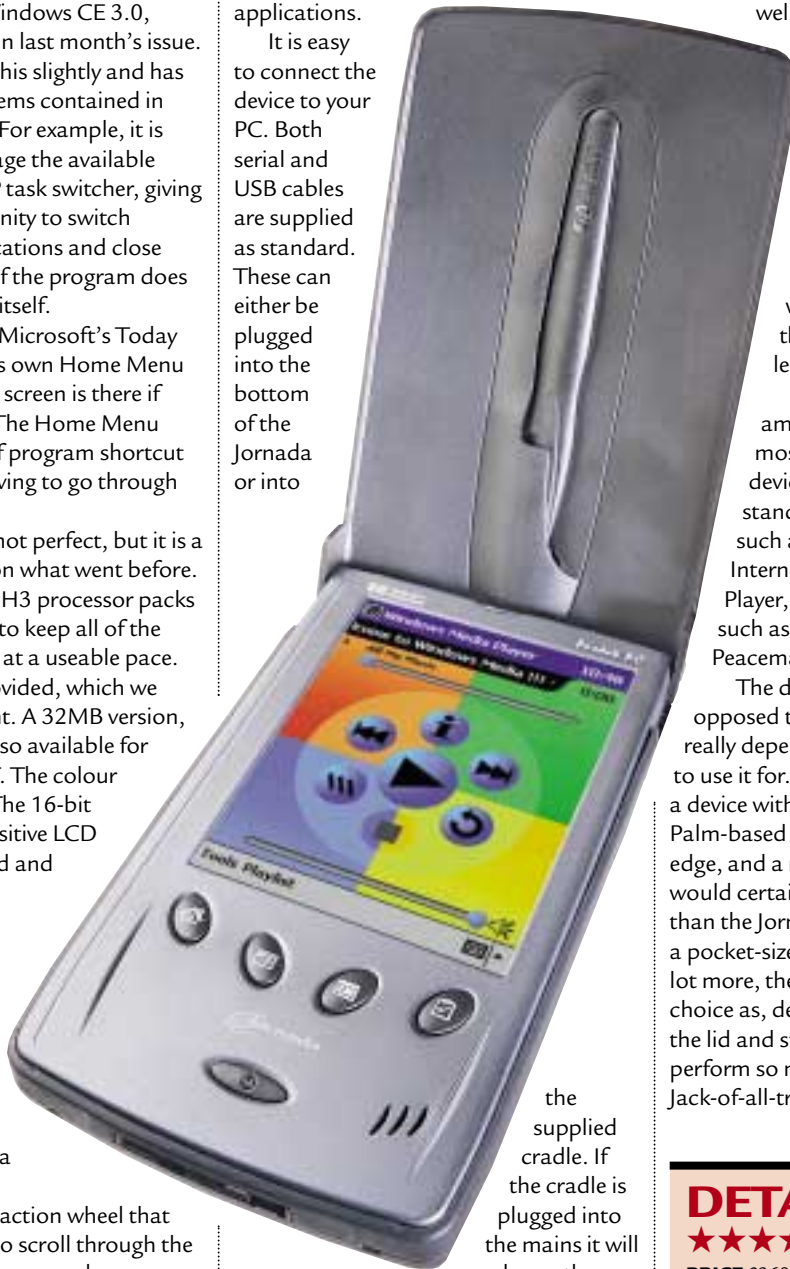 indows CE 3.0,
n last month's issue.
his slightly and has
ems contained in
For example, it is
age the available
task switcher, giving
nity to switch
cations and close
f the program does
itself.
Microsoft's Today
s own Home Menu
screen is there if
The Home Menu
f program shortcut
ving to go through
not perfect, but it is a
on what went before.
H3 processor packs
to keep all of the
at a useable pace.
ovided, which we
nt. A 32MB version,
so available for
. The colour
The 16-bit
sitive LCD
d and
a
action wheel that
o scroll through the
applications.
It is easy
to connect the
device to your
PC. Both
serial and
USB cables
are supplied
as standard.
These can
either be
plugged
into the
bottom
of the
Jornada
or into
Windows Media Player
Tools Playlist
Jornada
the
supplied
cradle. If
the cradle is
plugged into
the mains it will
wel
v
th
le
am
mos
devic
stand
such a
Intern
Player,
such as
Peacema
The d
opposed t
really depe
to use it for.
a device with
Palm-based
edge, and a
would certai
than the Jorn
a pocket-size
lot more, the
choice as, de
the lid and st
perform so n
Jack-of-all-tr
DETA